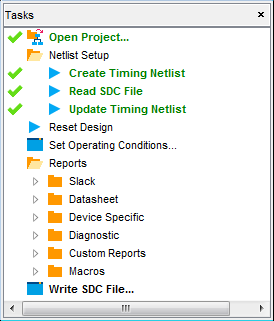 Tasks
Open Project...
Netlist Setup
Create Timing Netlist
Read SDC File
Update Timing Netlist
Reset Design
Set Operating Conditions...
Reports
Slack
Datasheet
Device Specific
Diagnostic
Custom Reports
Macros
Write SDC File...